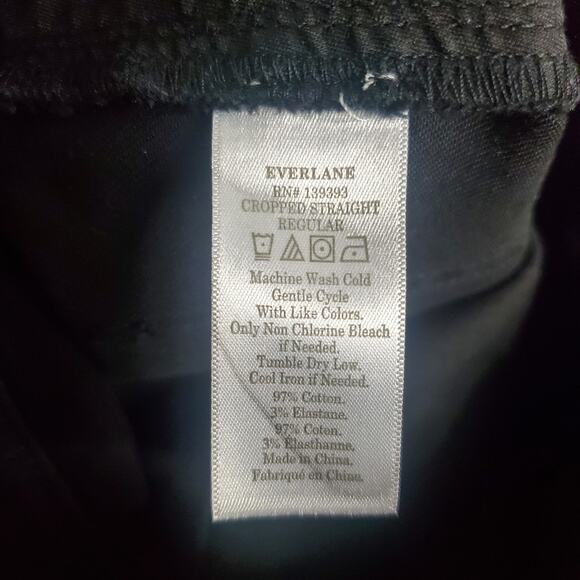 EVERLANE
RN# 139393
CROPPED STRAIGHT
REGULAR
Machine Wash Cold
Gentle Cycle
With Like Colors.
Only Non Chlorine Bleach
if Needed.
Tumble Dry Low.
Cool Iron if Needed.
97% Cotton.
3% Elastane.
97% Coton.
3% Elasthanne.
Made in China.
Fabriqué en Chine.